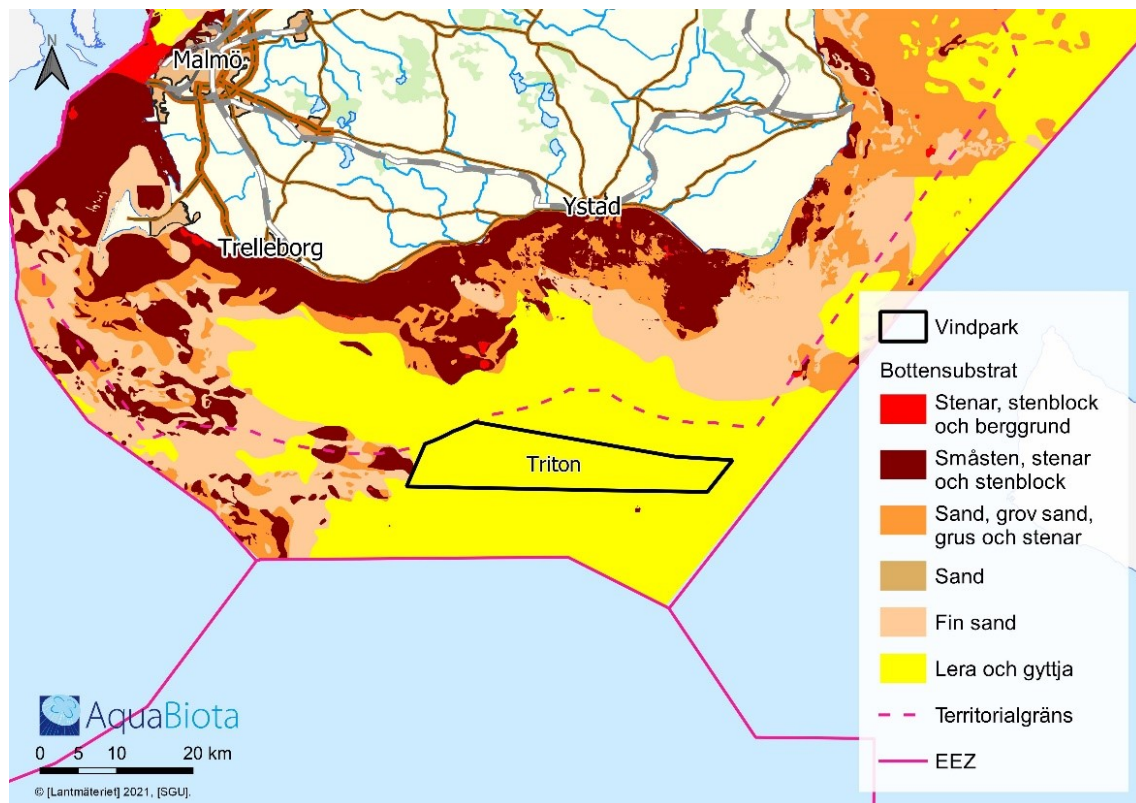 N
Malmö
Trelleborg
Ystad
Triton
Vindpark
Bottensubstrat
Stenar, stenblock
och berggrund
Småsten, stenar
och stenblock
Sand, grov sand,
grus och stenar
Sand
Fin sand
Lera och gyttja
Territorialgräns
EEZ
AquaBiota
0 5 10 20 km
© [Lantmäteriet] 2021, [SGU].